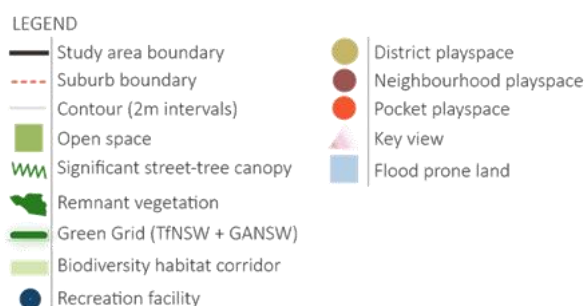 LEGEND
Study area boundary
Suburb boundary
Contour (2m intervals)
Open space
Significant street-tree canopy
Remnant vegetation
Green Grid (TfNSW + GANSW)
Biodiversity habitat corridor
Recreation facility
District playspace
Neighbourhood playspace
Pocket playspace
Key view
Flood prone land